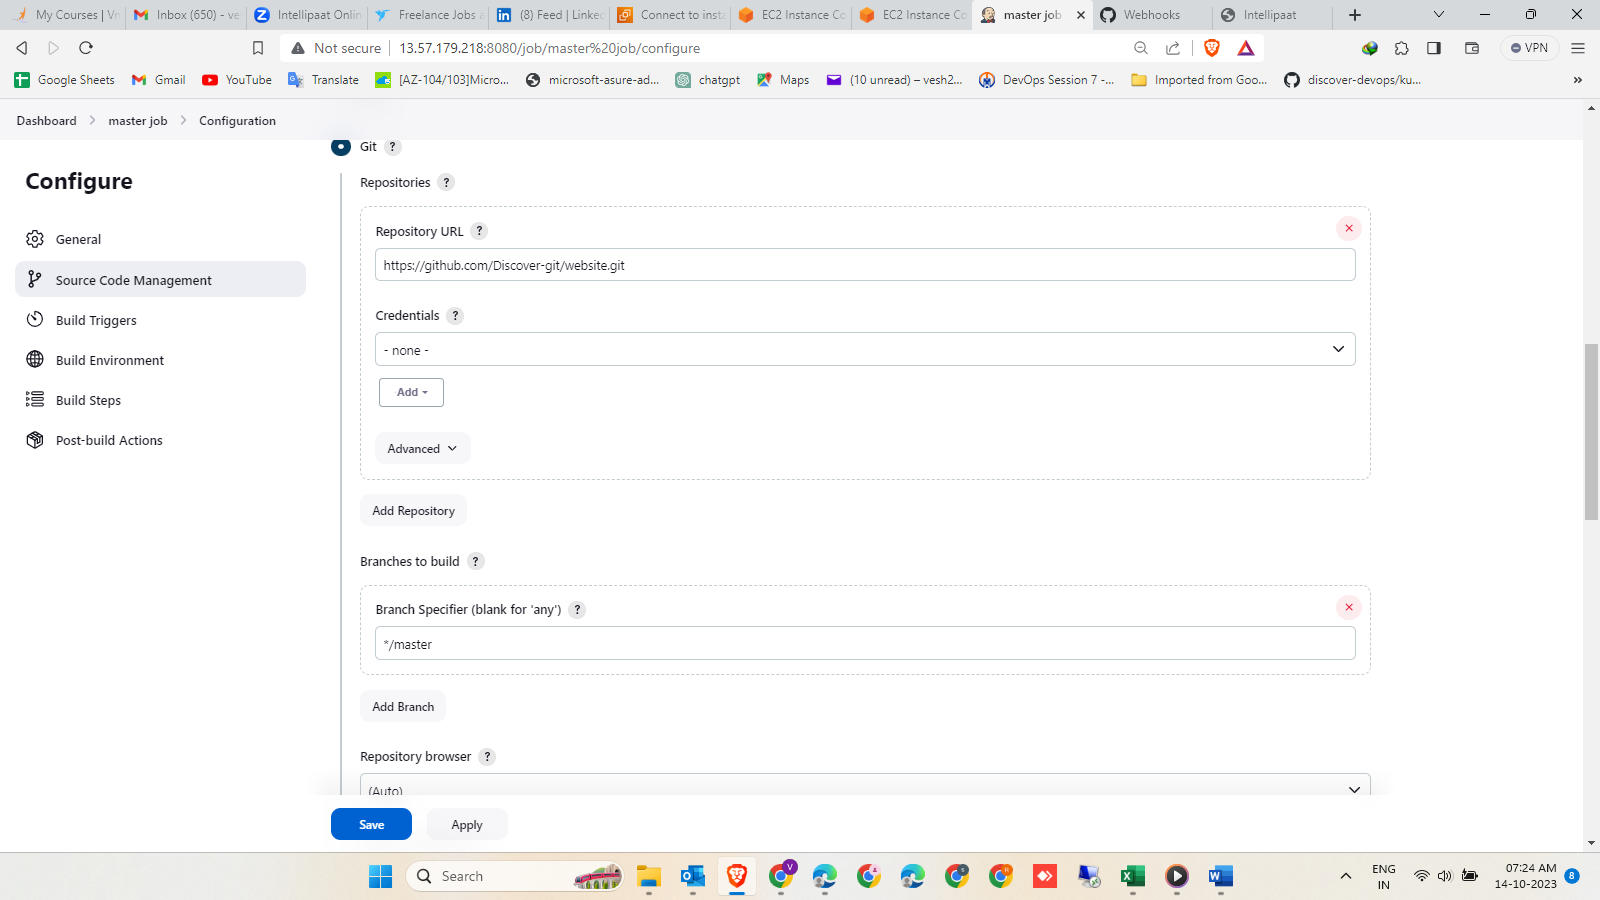 My Courses | Vn
Inbox (650) - ve
Intellipaat Onlin
Freelance Jobs a
(8) Feed | Linked
Connect to insta
EC2 Instance Co
EC2 Instance Co
master job
Webhooks
Intellipaat
Not secure
13.57.179.218:8080/job/master%20job/configure
VPN
Google Sheets
Gmail
YouTube
Translate
[AZ-104/103]Micro...
microsoft-asure-ad...
chatgpt
Maps
(10 unread) – vesh2...
DevOps Session 7 -...
Imported from Goo...
discover-devops/ku...
»
Dashboard > master job > Configuration
Configure
General
Source Code Management
Build Triggers
Build Environment
Build Steps
Post-build Actions
Git ?
Repositories ?
Repository URL ?
https://github.com/Discover-git/website.git
Credentials ?
- none -
Add
Advanced
Add Repository
Branches to build ?
Branch Specifier (blank for 'any') ?
*/master
Add Branch
Repository browser ?
(Auto)
Save
Apply
Search
V
ENG
IN
07:24 AM
14-10-2023
8